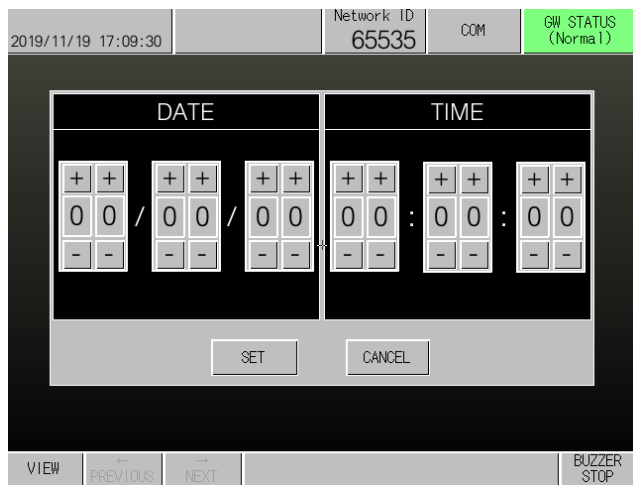 2019/11/19 17:09:30
Network ID
65535
COM
GW STATUS
(Normal)
DATE
TIME
+ + + + + + + + + + + +
0 0 / 0 0 / 0 0 0 0 : 0 0 : 0 0
- - - - - - - - - - - -
SET
CANCEL
VIEW
←
PREVIOUS
→
NEXT
BUZZER
STOP